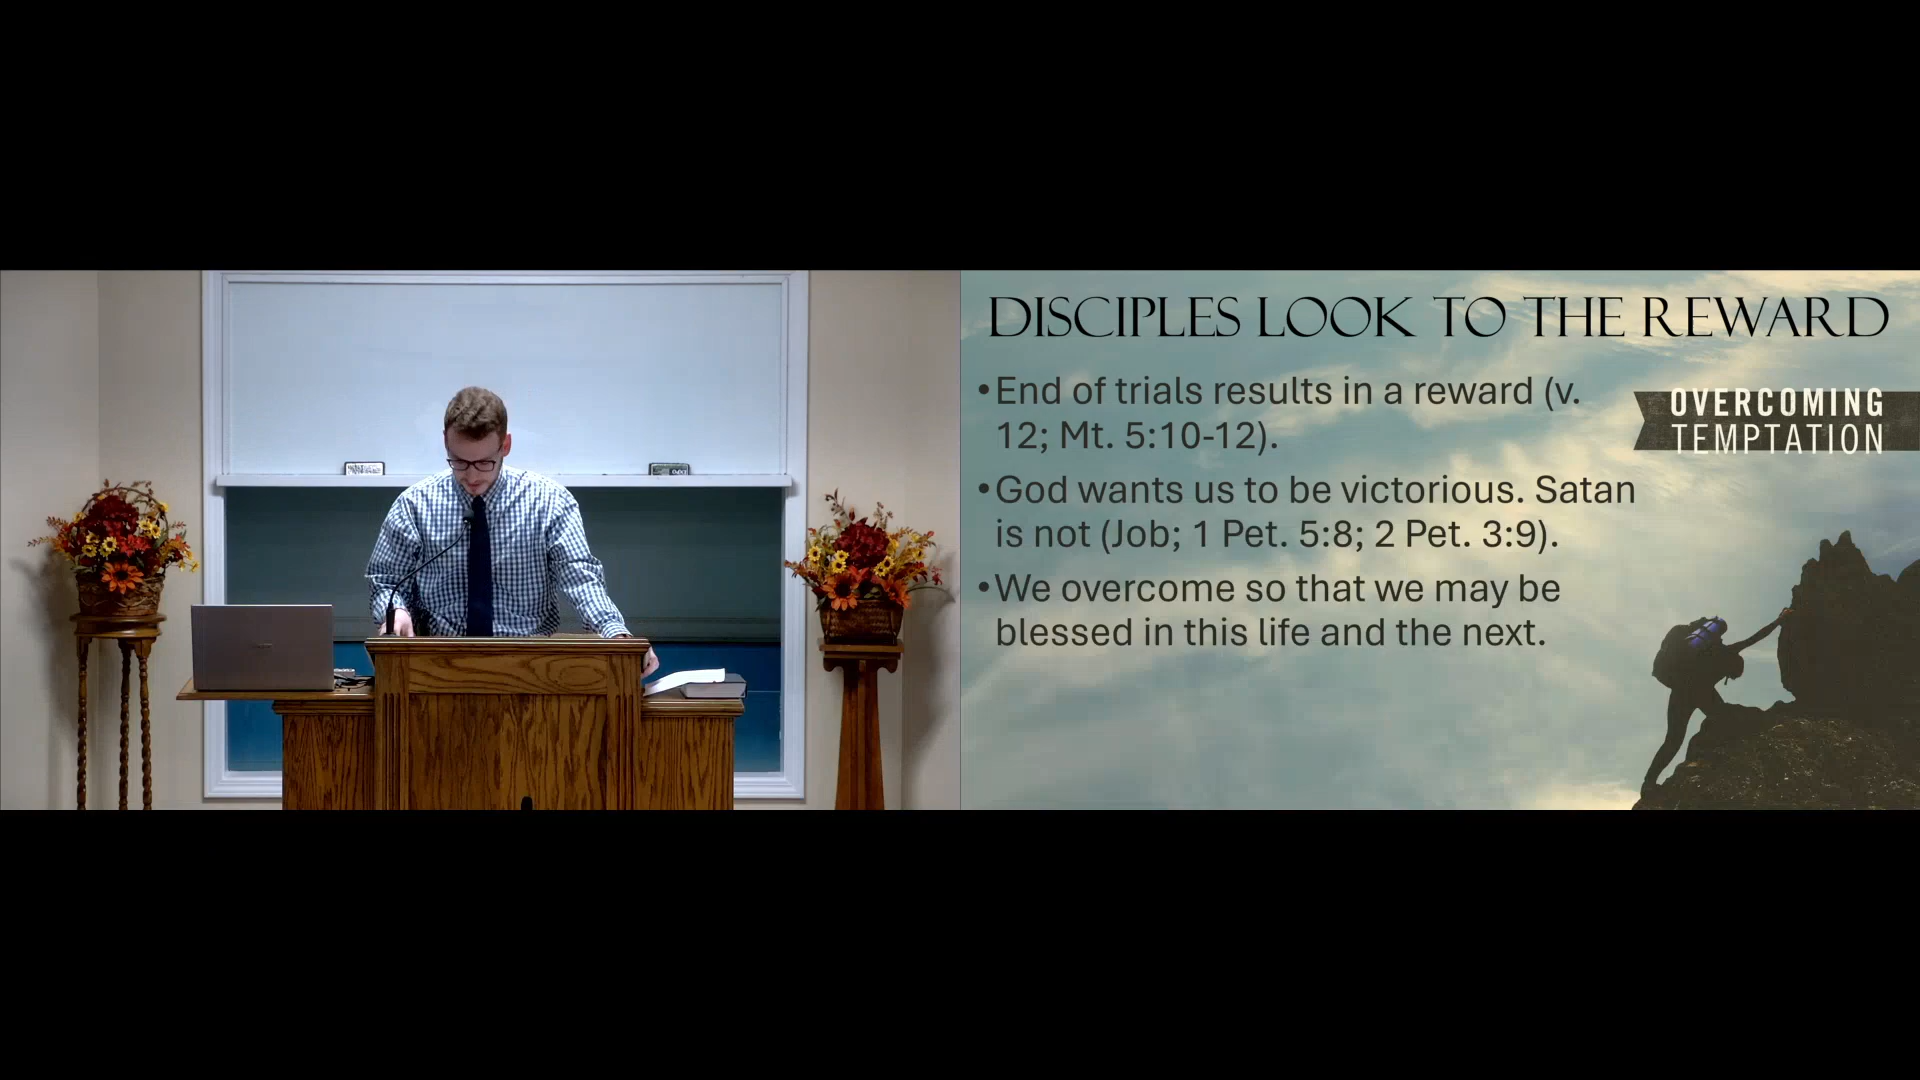 DISCIPLES LOOK TO THE REWARD
•End of trials results in a reward (v.
12; Mt. 5:10-12).
•God wants us to be victorious. Satan
is not (Job; 1 Pet. 5:8; 2 Pet. 3:9).
•We overcome so that we may be
blessed in this life and the next.
OVERCOMING
TEMPTATION